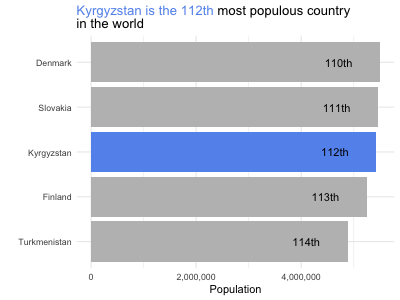 Kyrgyzstan is the 112th most populous country
in the world
Denmark 110th
Slovakia 111th
Kyrgyzstan 112th
Finland 113th
Turkmenistan 114th
0 2,000,000 4,000,000
Population